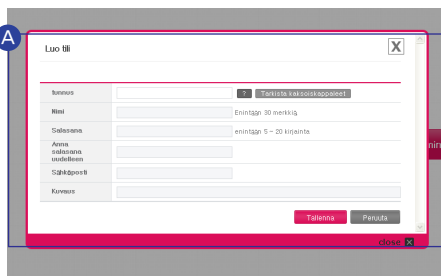 A
Luo tili
X
tunnus ? Tarkista kaksoiskappaleet
Nimi Enintään 30 merkkiä
Salasana enintään 5 – 20 kirjainta
Anna
salasana
uudelleen
Sähköposti
Kuvaus
Tallenna Peruuta
nin
close X